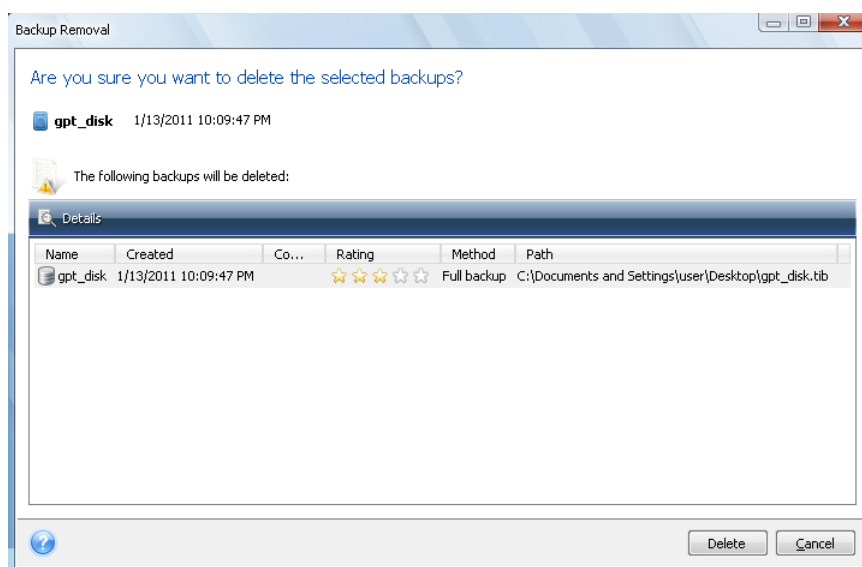 Backup Removal
Are you sure you want to delete the selected backups?
gpt_disk 1/13/2011 10:09:47 PM
The following backups will be deleted:
Details
Name Created Co... Rating Method Path
gpt_disk 1/13/2011 10:09:47 PM Full backup C:\Documents and Settings\user\Desktop\gpt_disk.tib
Delete Cancel